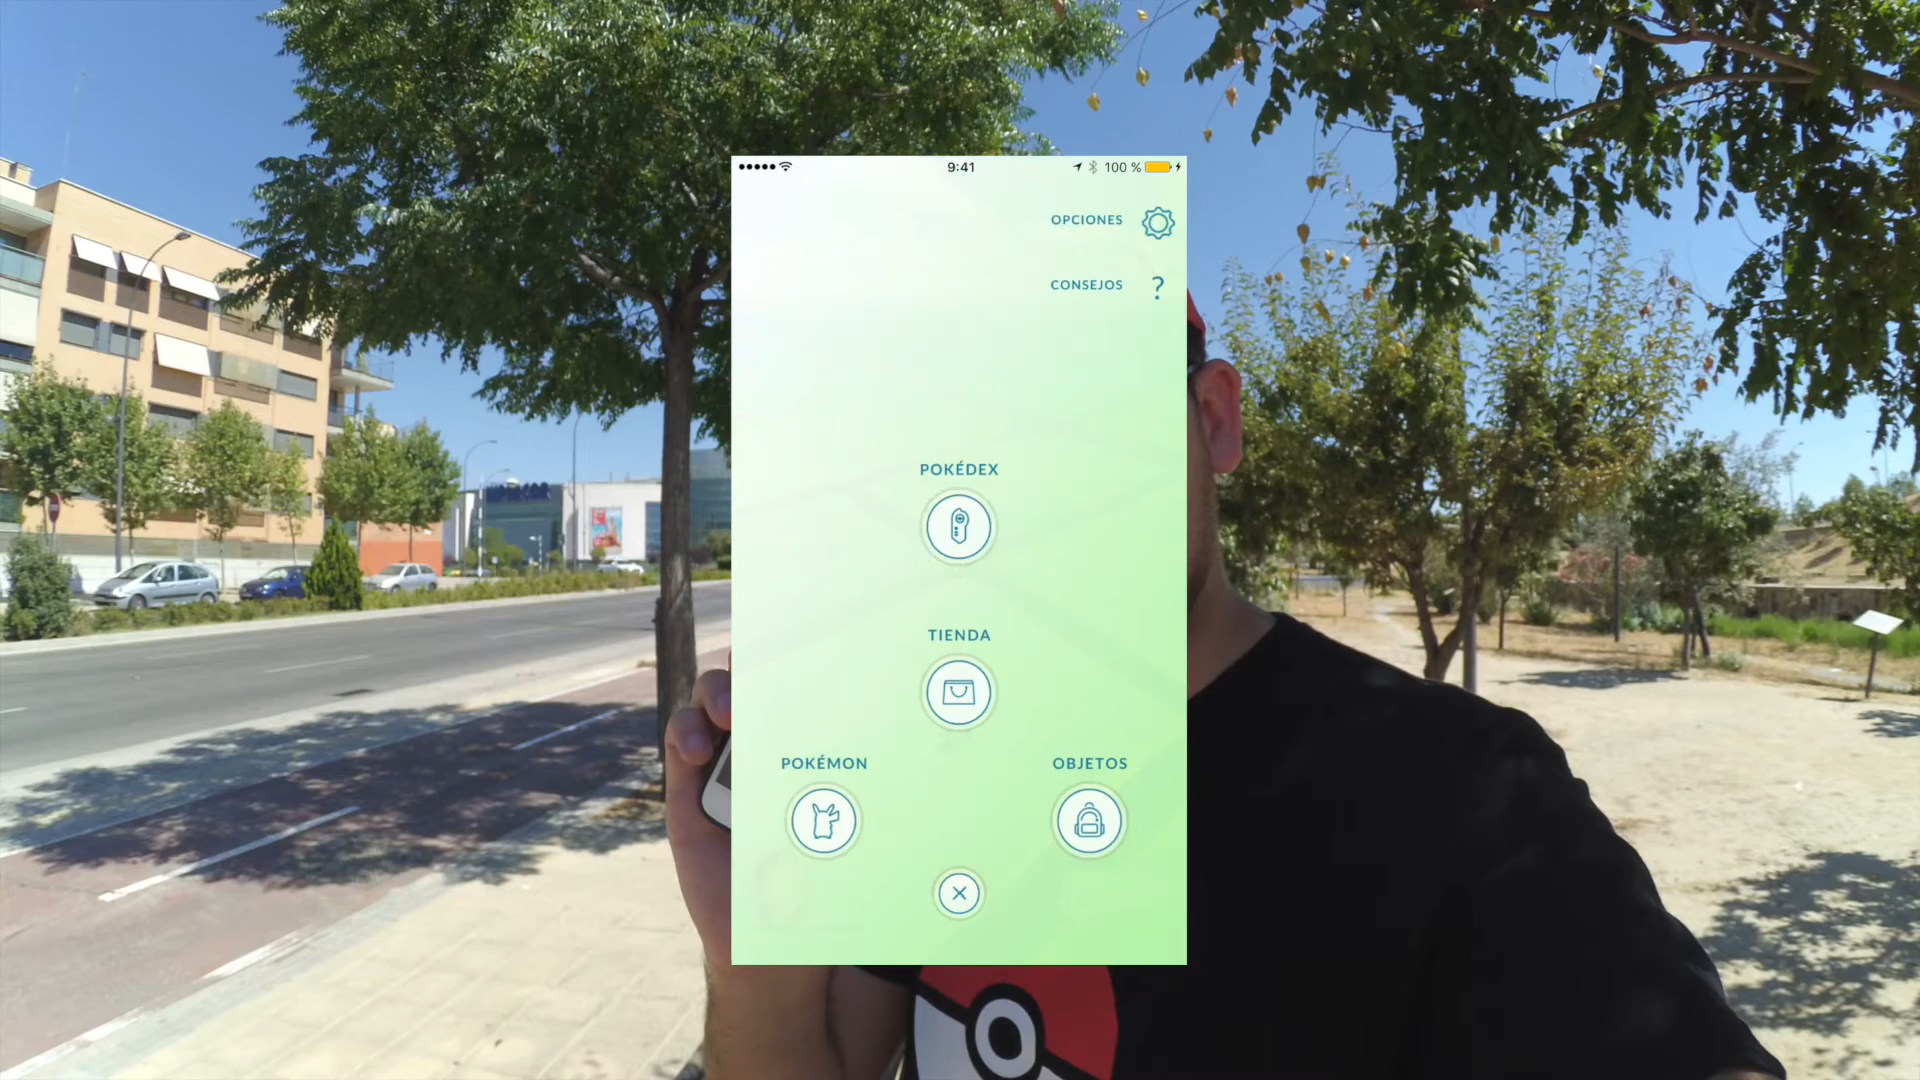 9:41
100 %
OPCIONES
CONSEJOS
?
POKÉDEX
TIENDA
POKÉMON
OBJETOS